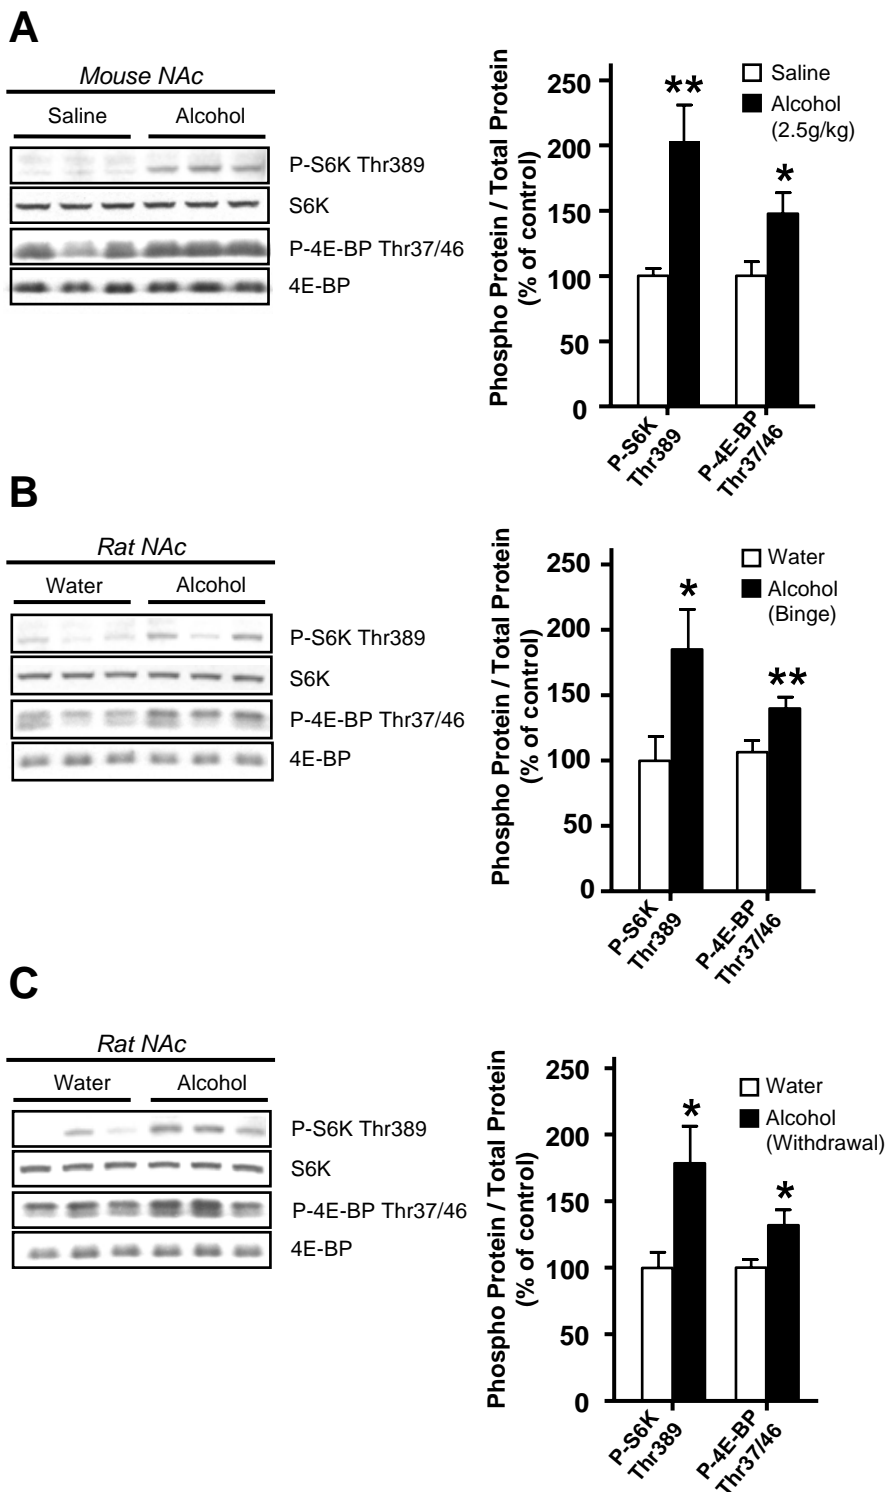 A
Mouse NAc
Saline Alcohol
P-S6K Thr389
S6K
P-4E-BP Thr37/46
4E-BP
Phospho Protein / Total Protein
(% of control)
250
200
150
100
50
0
** *
Saline
Alcohol
(2.5g/kg)
P-S6K
Thr389
P-4E-BP
Thr37/46
B
Rat NAc
Water Alcohol
P-S6K Thr389
S6K
P-4E-BP Thr37/46
4E-BP
Phospho Protein / Total Protein
(% of control)
250
200
150
100
50
0
* **
Water
Alcohol
(Binge)
P-S6K
Thr389
P-4E-BP
Thr37/46
C
Rat NAc
Water Alcohol
P-S6K Thr389
S6K
P-4E-BP Thr37/46
4E-BP
Phospho Protein / Total Protein
(% of control)
250
200
150
100
50
0
* *
Water
Alcohol
(Withdrawal)
P-S6K
Thr389
P-4E-BP
Thr37/46